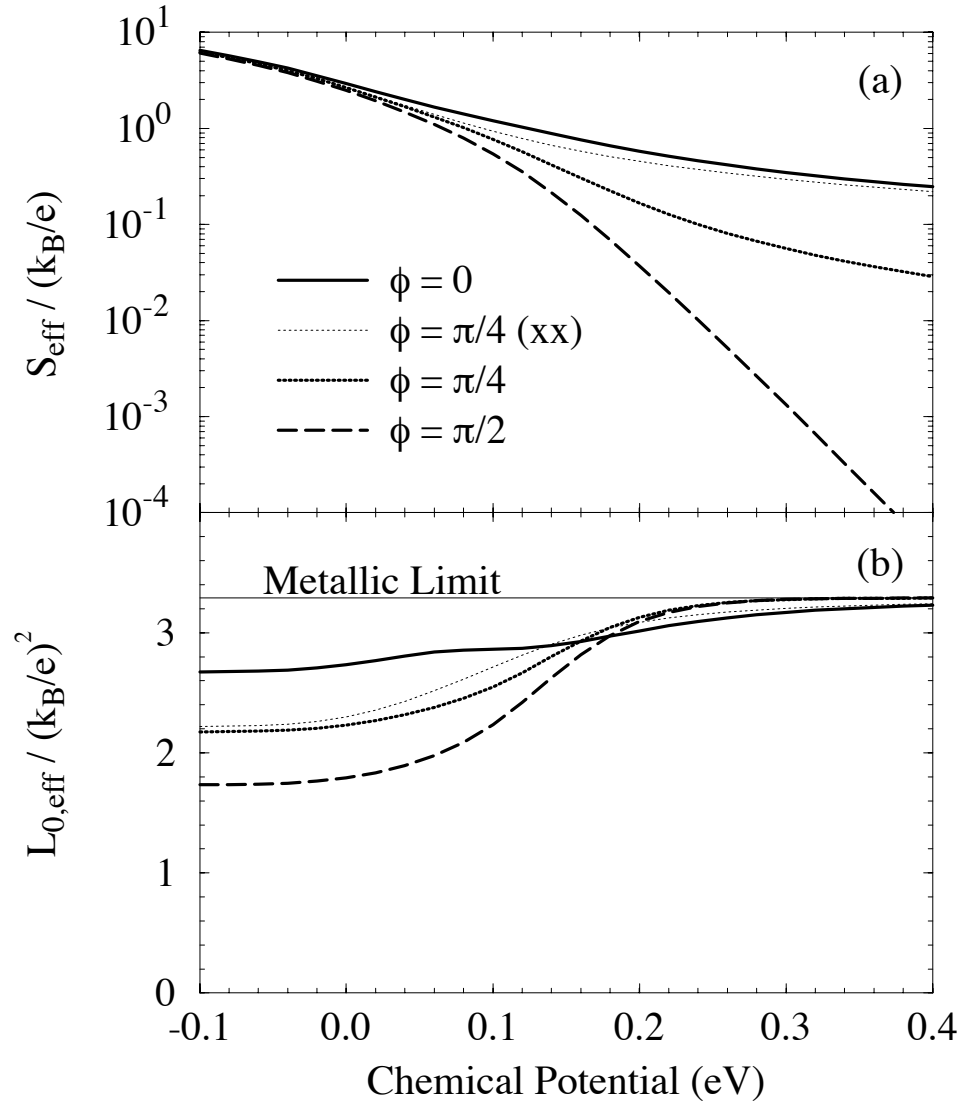 10^1
(a)
10^0
10^-1
S_eff / (k_B/e)
ϕ = 0
ϕ = π/4 (xx)
10^-2
ϕ = π/4
10^-3
ϕ = π/2
10^-4
(b)
Metallic Limit
3
L_0,eff / (k_B/e)^2
2
1
0
-0.1 0.0 0.1 0.2 0.3 0.4
Chemical Potential (eV)